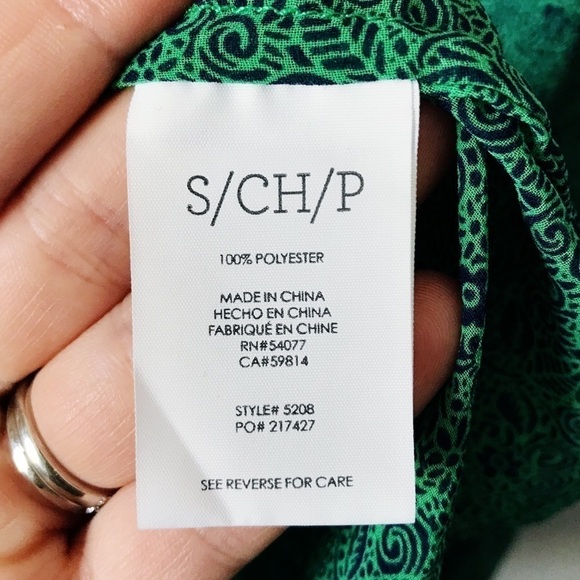 S/CH/P
100% POLYESTER
MADE IN CHINA
HECHO EN CHINA
FABRIQUÉ EN CHINE
RN#54077
CA#59814
STYLE# 5208
PO# 217427
SEE REVERSE FOR CARE